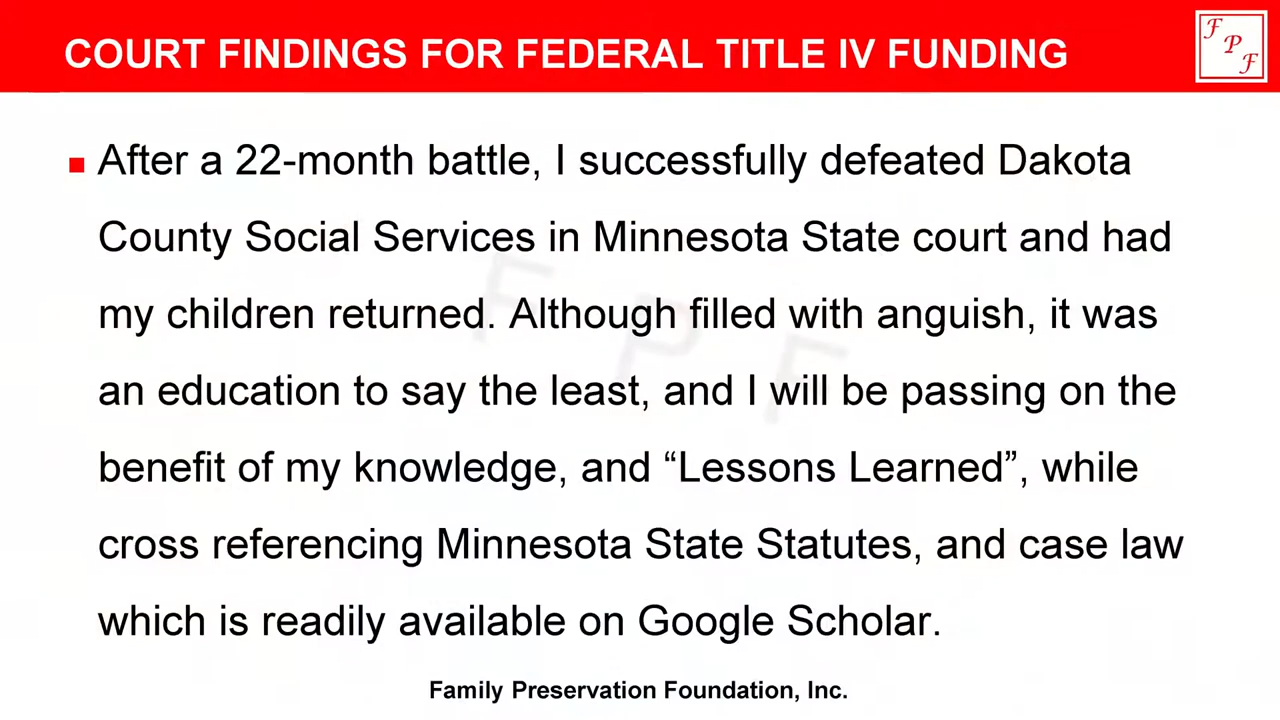 COURT FINDINGS FOR FEDERAL TITLE IV FUNDING
F
P
F
After a 22-month battle, I successfully defeated Dakota
County Social Services in Minnesota State court and had
my children returned. Although filled with anguish, it was
an education to say the least, and I will be passing on the
benefit of my knowledge, and “Lessons Learned”, while
cross referencing Minnesota State Statutes, and case law
which is readily available on Google Scholar.
F P F
Family Preservation Foundation, Inc.